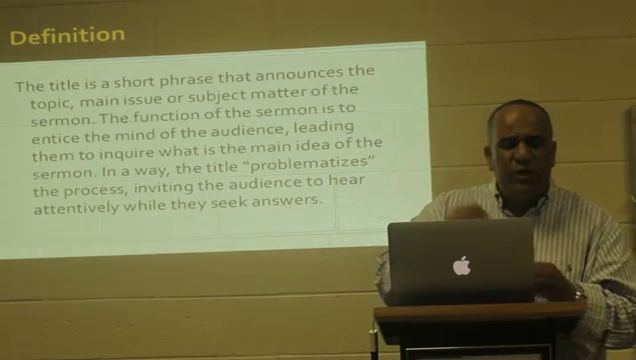 Definition
The title is a short phrase that announces the
topic, main issue or subject matter of the
sermon. The function of the sermon is to
entice the mind of the audience, leading
them to inquire what is the main idea of the
sermon. In a way, the title “problematizes”
the process, inviting the audience to hear
attentively while they seek answers.